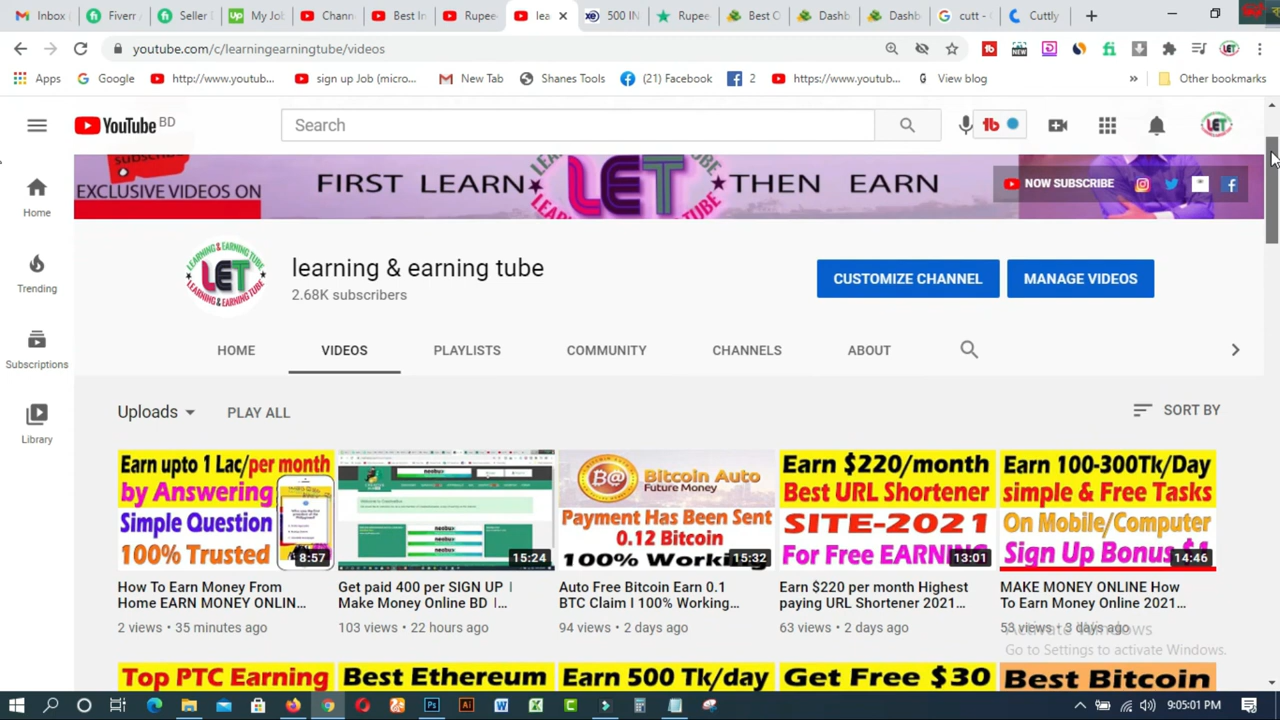 Inbox
Fiverr
Seller
My Jo
Chann
Best In
Rupee
lea
500 IN
Rupee
Best O
Dashb
Dashb
cutt -
Cuttly
youtube.com/c/learningearningtube/videos
Apps
Google
http://www.youtub...
sign up Job (micro...
New Tab
Shanes Tools
(21) Facebook
2
https://www.youtub...
View blog
Other bookmarks
YouTube BD
Search
LET
EXCLUSIVE VIDEOS ON
FIRST LEARN
LET
THEN EARN
NOW SUBSCRIBE
Home
Trending
Subscriptions
Library
LEARNING & EARNING TUBE
LET
learning & earning tube
2.68K subscribers
CUSTOMIZE CHANNEL
MANAGE VIDEOS
HOME
VIDEOS
PLAYLISTS
COMMUNITY
CHANNELS
ABOUT
Uploads
PLAY ALL
SORT BY
Earn upto 1 Lac/per month
by Answering
Simple Question
100% Trusted
8:57
How To Earn Money From
Home EARN MONEY ONLIN...
2 views • 35 minutes ago
15:24
Get paid 400 per SIGN UP |
Make Money Online BD | ...
103 views • 22 hours ago
Bitcoin Auto
Future Money
Payment Has Been Sent
0.12 Bitcoin
100% Working
15:32
Auto Free Bitcoin Earn 0.1
BTC Claim I 100% Working...
94 views • 2 days ago
Earn $220/month
Best URL Shortener
SITE-2021
For Free EARNING
13:01
Earn $220 per month Highest
paying URL Shortener 2021...
63 views • 2 days ago
Earn 100-300Tk/Day
simple & Free Tasks
On Mobile/Computer
Sign Up Bonus
14:46
MAKE MONEY ONLINE How
To Earn Money Online 2021...
53 views • 3 days ago
Activate Windows
Go to Settings to activate Windows.
Top PTC Earning
Best Ethereum
Earn 500 Tk/day
Get Free $30
Best Bitcoin
9:05:01 PM